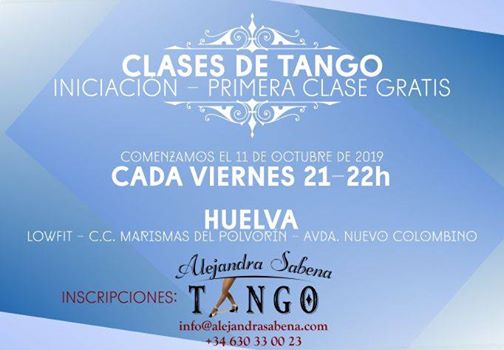 CLASES DE TANGO
INICIACIÓN - PRIMERA CLASE GRATIS
COMENZAMOS EL 11 DE OCTUBRE DE 2019
CADA VIERNES 21-22h
HUELVA
LOWFIT - C.C. MARISMAS DEL POLVORÍN - AVDA. NUEVO COLOMBINO
Alejandra Sabena
INSCRIPCIONES: TANGO
info@alejandrasabena.com
+34 630 33 00 23